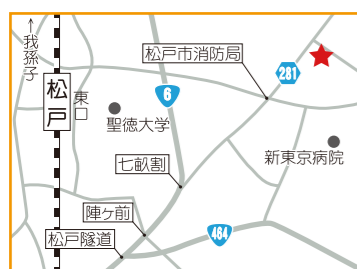 ←我孫子
松戸市消防局
281
松戸
東口
6
聖徳大学
新東京病院
七畝割
陣ヶ前
464
松戸隧道